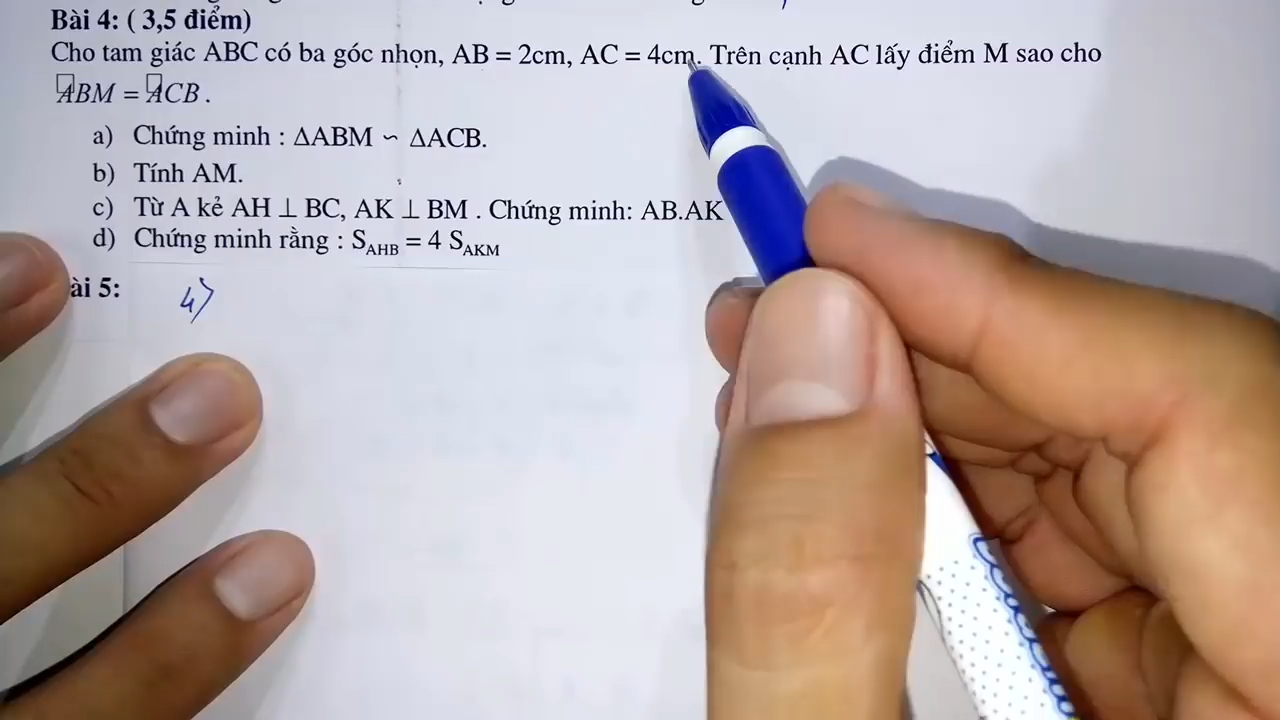 Bài 4: ( 3,5 điểm)
Cho tam giác ABC có ba góc nhọn, AB = 2cm, AC = 4cm. Trên cạnh AC lấy điểm M sao cho
ABM = ACB .
a) Chứng minh : ΔABM ∽ ΔACB.
b) Tính AM.
c) Từ A kẻ AH ⊥ BC, AK ⊥ BM . Chứng minh: AB.AK
d) Chứng minh rằng : S_AHB = 4 S_AKM
ài 5:
4)